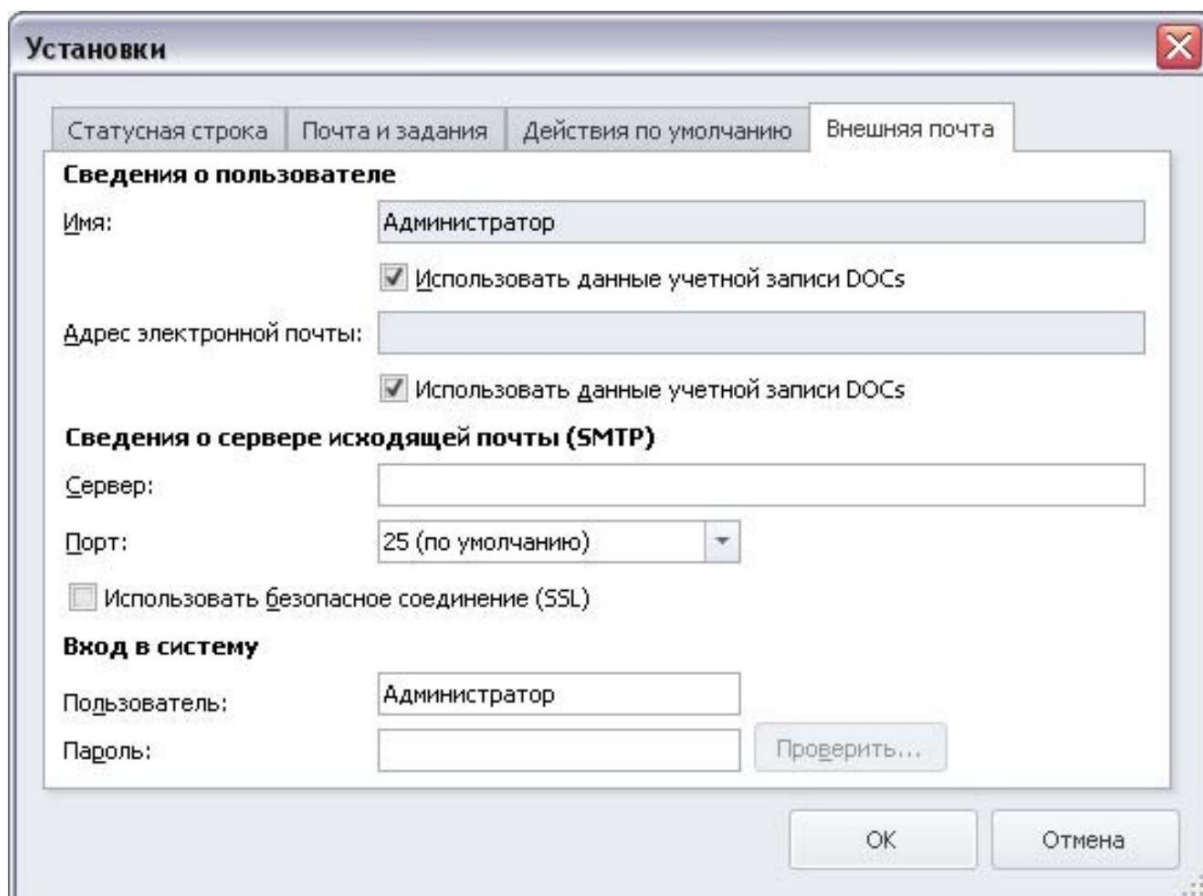 Установки
Статусная строка Почта и задания Действия по умолчанию Внешняя почта
Сведения о пользователе
Имя: Администратор
Использовать данные учетной записи DOCs
Адрес электронной почты:
Использовать данные учетной записи DOCs
Сведения о сервере исходящей почты (SMTP)
Сервер:
Порт: 25 (по умолчанию)
Использовать безопасное соединение (SSL)
Вход в систему
Пользователь: Администратор
Пароль: Проверить...
OK Отмена